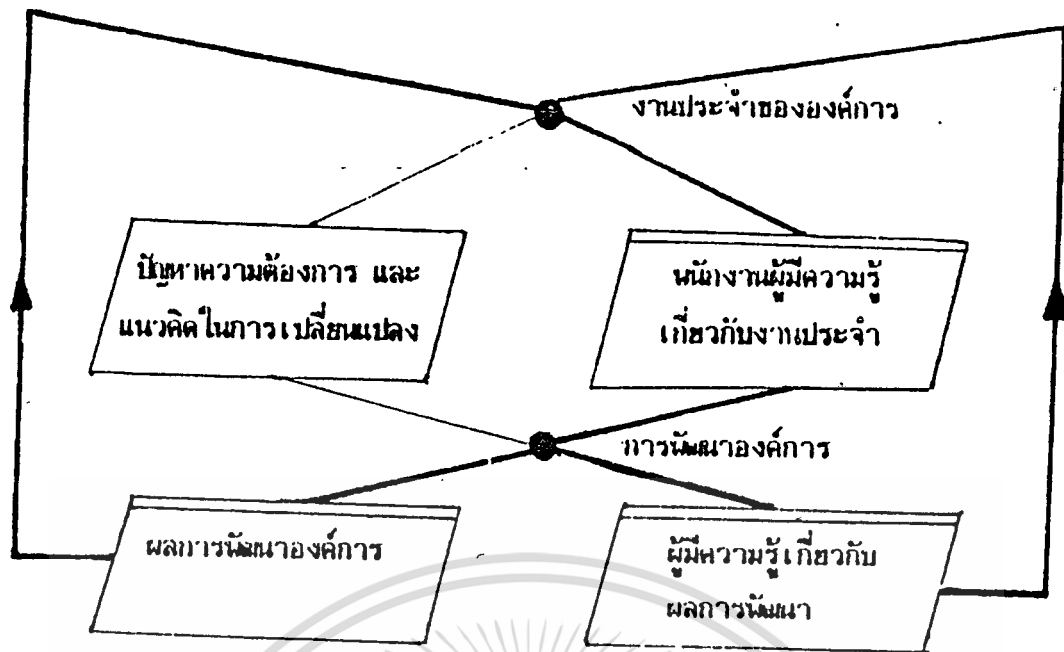 งานประจำขององค์การ
ปัญหาความต้องการ และ
แนวคิดในการเปลี่ยนแปลง
พนักงานผู้มีความรู้
เกี่ยวกับงานประจำ
การพัฒนาองค์การ
ผลการพัฒนาองค์การ
ผู้มีความรู้เกี่ยวกับ
ผลการพัฒนา